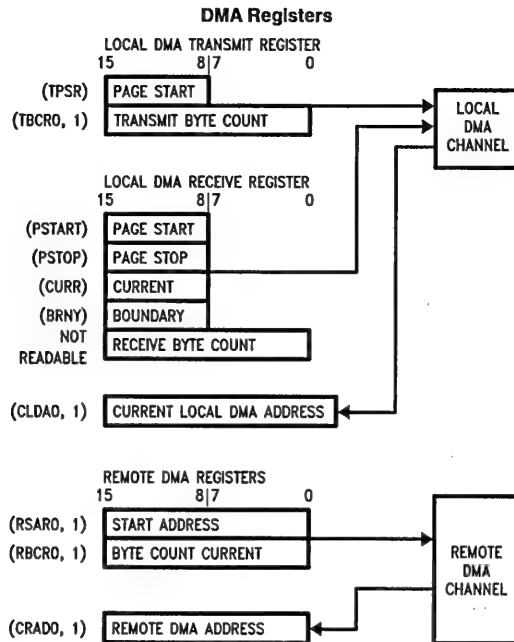 DMA Registers
LOCAL DMA TRANSMIT REGISTER
15 8 7 0
(TPSR) PAGE START
(TBCR0, 1) TRANSMIT BYTE COUNT
LOCAL
DMA
CHANNEL
LOCAL DMA RECEIVE REGISTER
15 8 7 0
(PSTART) PAGE START
(PSTOP) PAGE STOP
(CURR) CURRENT
(BRNY) BOUNDARY
NOT
READABLE RECEIVE BYTE COUNT
(CLDA0, 1) CURRENT LOCAL DMA ADDRESS
REMOTE DMA REGISTERS
15 8 7 0
(RSAR0, 1) START ADDRESS
(RBCR0, 1) BYTE COUNT CURRENT
REMOTE
DMA
CHANNEL
(CRAD0, 1) REMOTE DMA ADDRESS